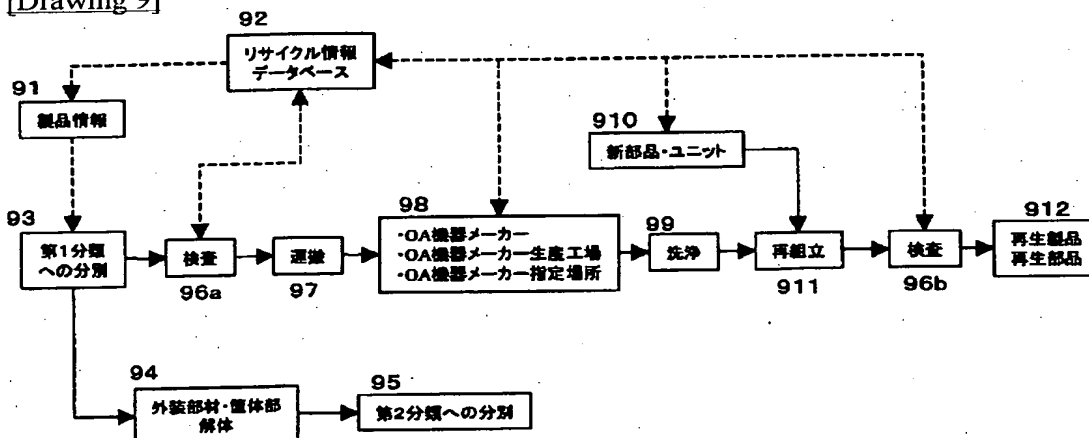 [Drawing 9]
92
リサイクル情報
データベース
91
製品情報
910
新部品・ユニット
93
第1分類
への分別
検査
96a
運搬
97
98
・OA機器メーカー
・OA機器メーカー生産工場
・OA機器メーカー指定場所
99
洗浄
再組立
911
検査
96b
912
再生製品
再生部品
94
外装部材・筐体部
解体
95
第2分類への分別